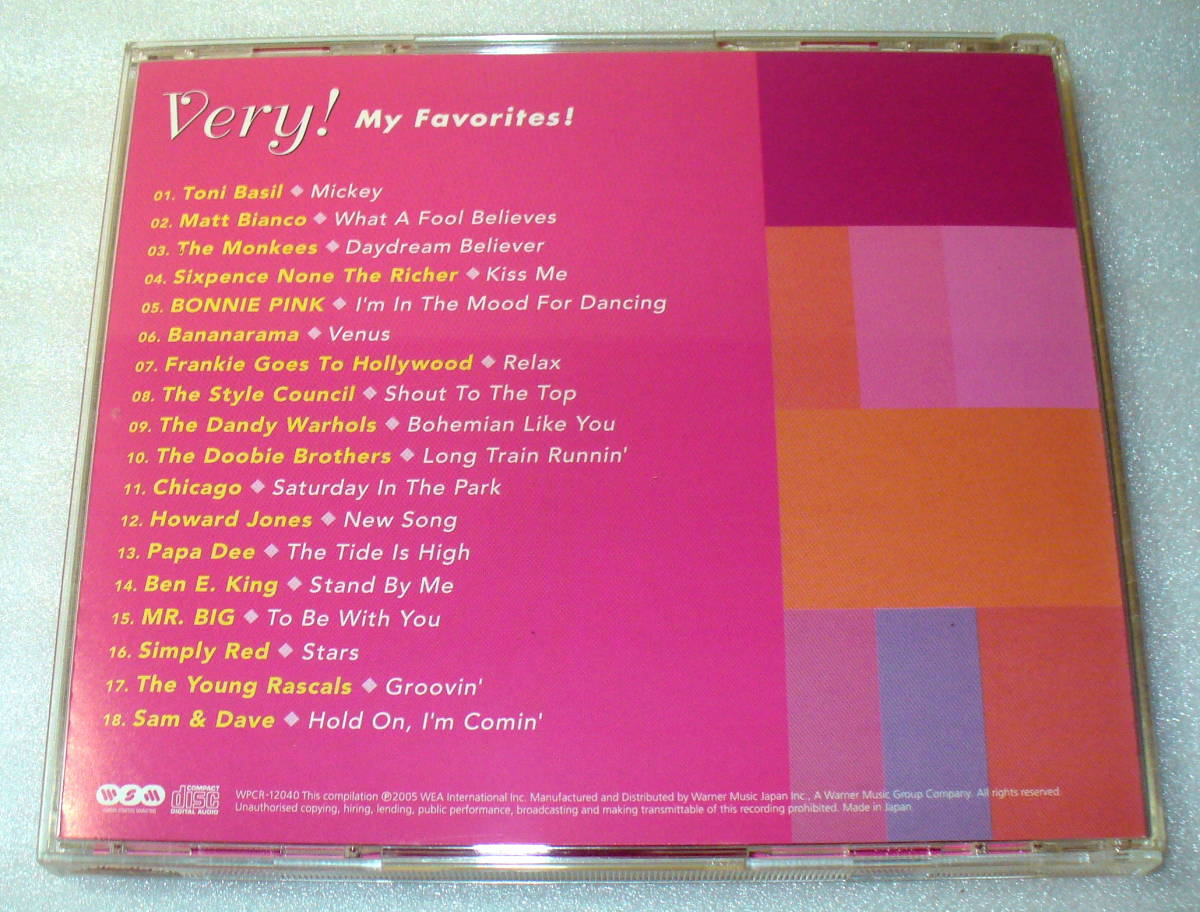 Very! My Favorites!
01. Toni Basil ◆ Mickey
02. Matt Bianco ◆ What A Fool Believes
03. The Monkees ◆ Daydream Believer
04. Sixpence None The Richer ◆ Kiss Me
05. BONNIE PINK ◆ I'm In The Mood For Dancing
06. Bananarama ◆ Venus
07. Frankie Goes To Hollywood ◆ Relax
08. The Style Council ◆ Shout To The Top
09. The Dandy Warhols ◆ Bohemian Like You
10. The Doobie Brothers ◆ Long Train Runnin'
11. Chicago ◆ Saturday In The Park
12. Howard Jones ◆ New Song
13. Papa Dee ◆ The Tide Is High
14. Ben E. King ◆ Stand By Me
15. MR. BIG ◆ To Be With You
16. Simply Red ◆ Stars
17. The Young Rascals ◆ Groovin'
18. Sam & Dave ◆ Hold On, I'm Comin'
WSM
COMPACT
disc
DIGITAL AUDIO
WPCR-12040 This compilation ℗2005 WEA International Inc. Manufactured and Distributed by Warner Music Japan Inc., A Warner Music Group Company. All rights reserved.
Unauthorised copying, hiring, lending, public performance, broadcasting and making transmittable of this recording prohibited. Made in Japan.